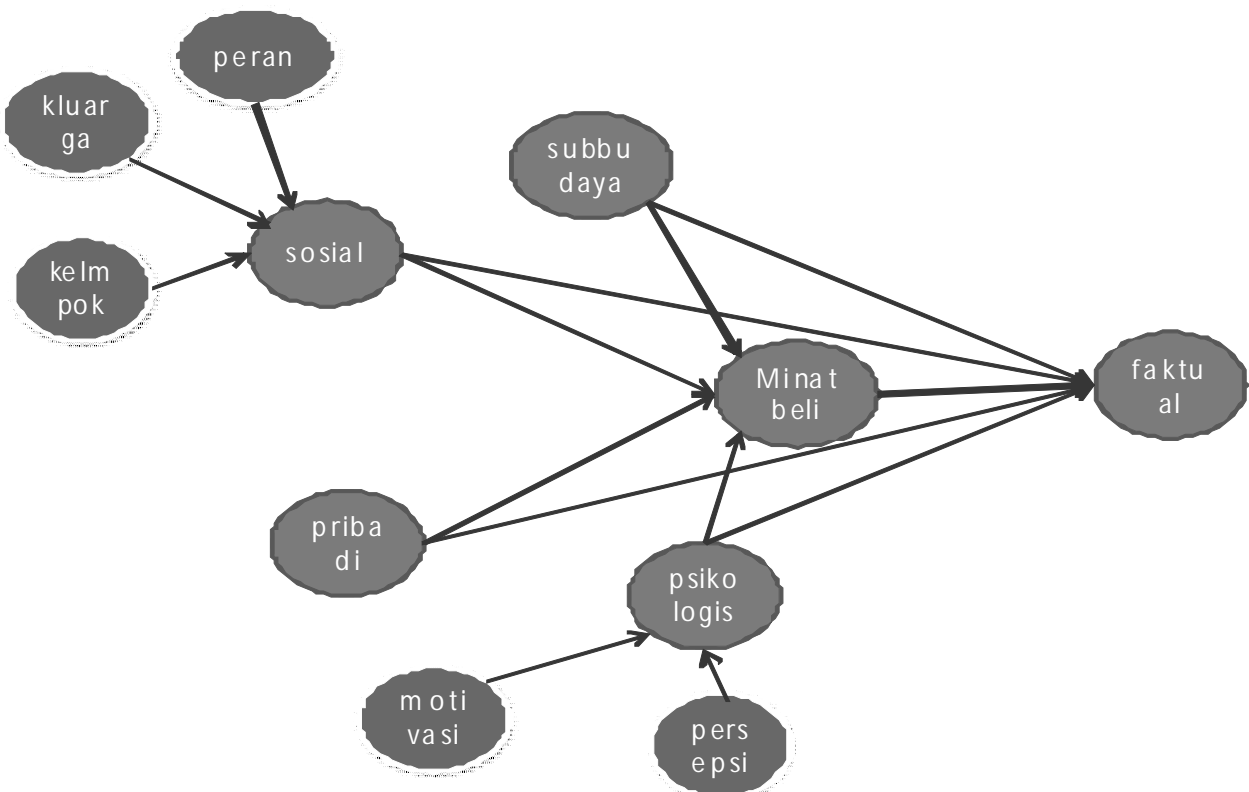 peran
kluar
ga
subbu
daya
sosial
kelm
pok
Minat
beli
faktu
al
priba
di
psiko
logis
moti
vasi
pers
epsi